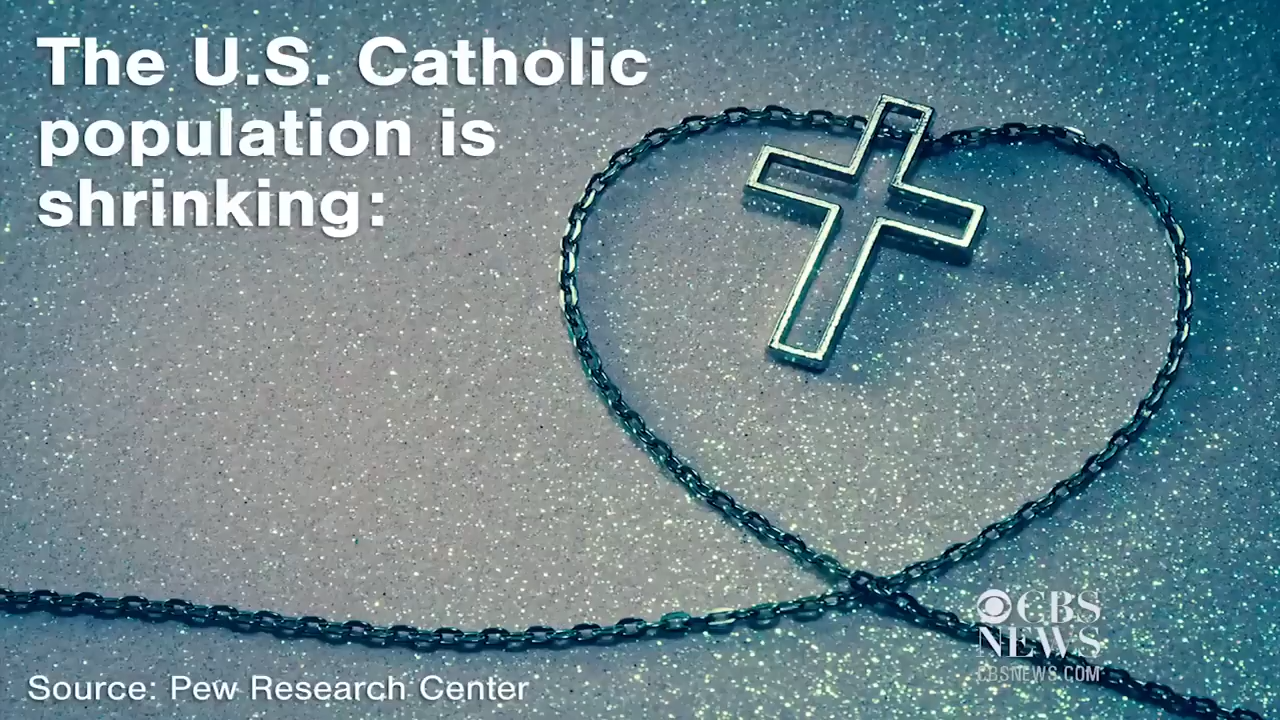 The U.S. Catholic
population is
shrinking:
CBS
NEWS
CBSNEWS.COM
Source: Pew Research Center